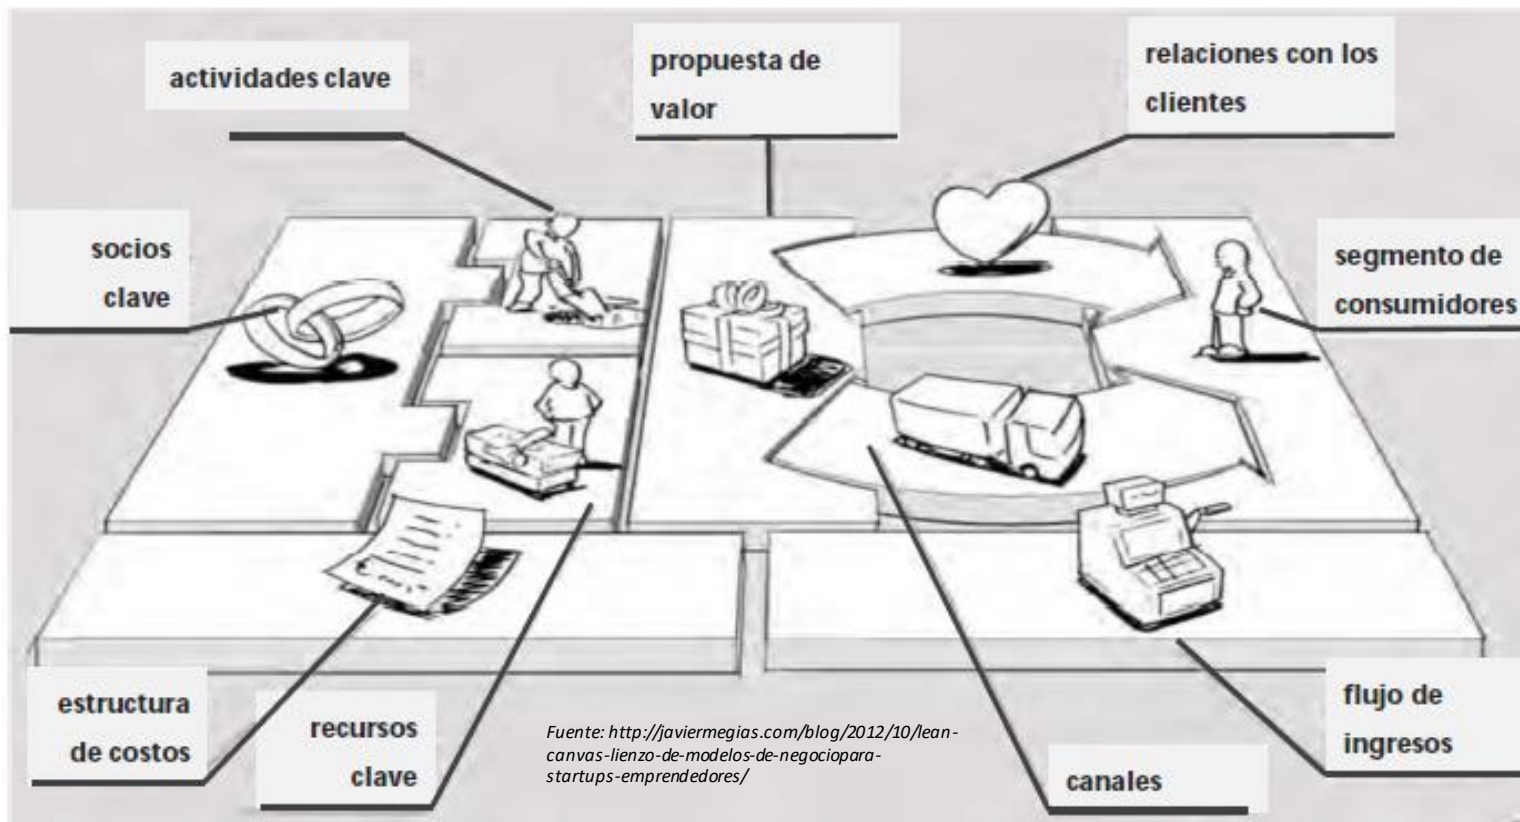 actividades clave
propuesta de
valor
relaciones con los
clientes
socios
clave
segmento de
consumidores
estructura
de costos
recursos
clave
Fuente: http://javiermegias.com/blog/2012/10/lean-
canvas-lienzo-de-modelos-de-negociopara-
startups-emprendedores/
canales
flujo de
ingresos